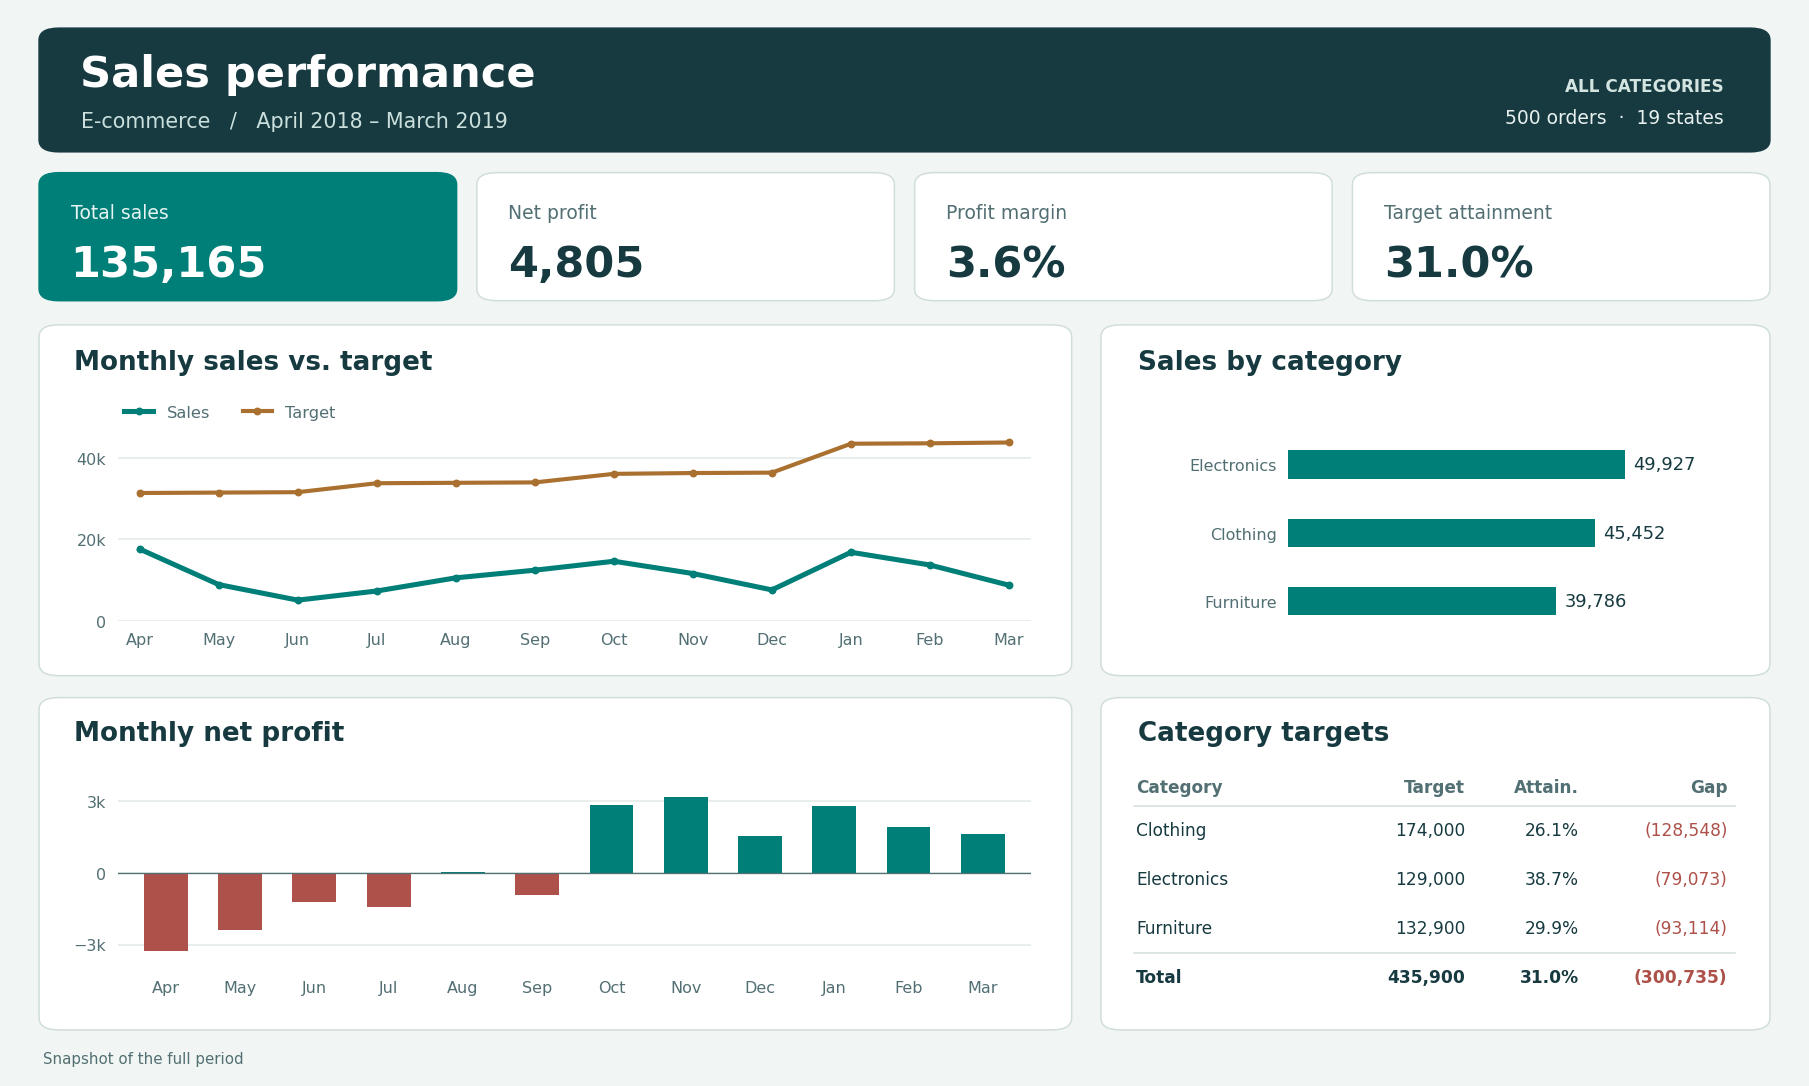 Sales performance
E-commerce / April 2018 – March 2019
ALL CATEGORIES
500 orders · 19 states
Total sales
135,165
Net profit
4,805
Profit margin
3.6%
Target attainment
31.0%
Monthly sales vs. target
Sales Target
40k
20k
0
Apr May Jun Jul Aug Sep Oct Nov Dec Jan Feb Mar
Sales by category
Electronics 49,927
Clothing 45,452
Furniture 39,786
Monthly net profit
3k
0
−3k
Apr May Jun Jul Aug Sep Oct Nov Dec Jan Feb Mar
Category targets
Category Target Attain. Gap
Clothing 174,000 26.1% (128,548)
Electronics 129,000 38.7% (79,073)
Furniture 132,900 29.9% (93,114)
Total 435,900 31.0% (300,735)
Snapshot of the full period